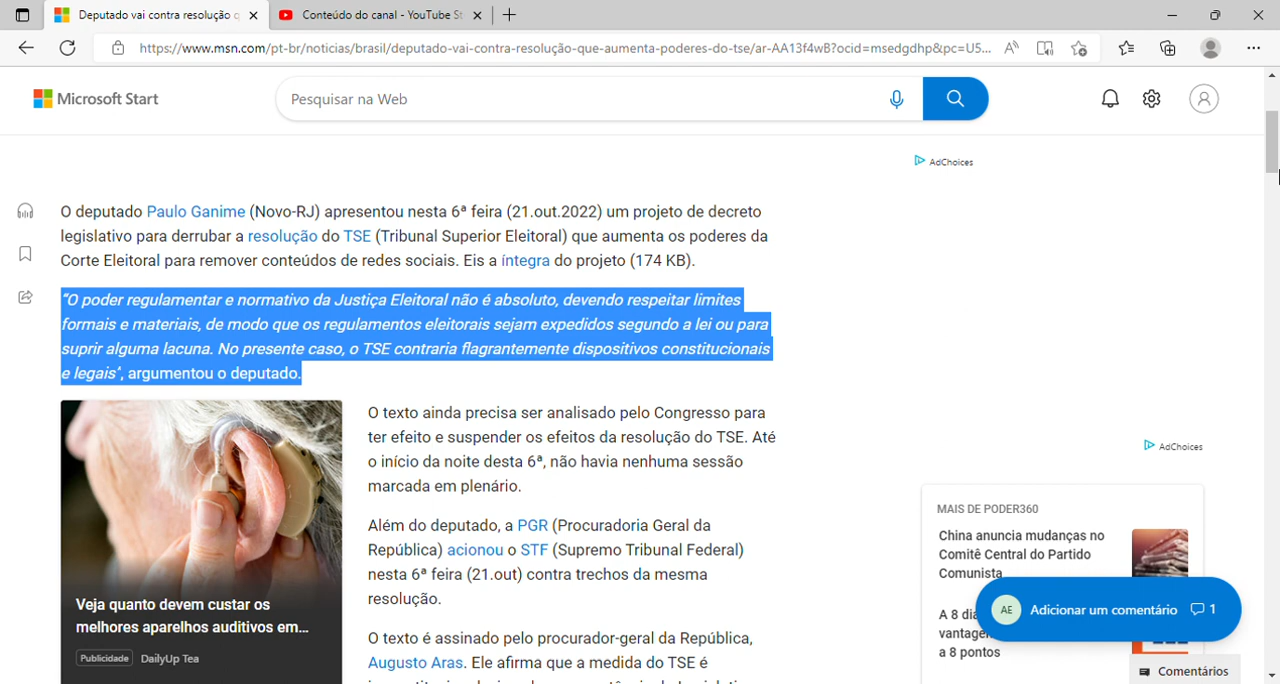 Deputado vai contra resolução q
Conteúdo do canal - YouTube St
https://www.msn.com/pt-br/noticias/brasil/deputado-vai-contra-resolução-que-aumenta-poderes-do-tse/ar-AA13f4wB?ocid=msedgdhp&pc=U5...
Microsoft Start
Pesquisar na Web
AdChoices
O deputado Paulo Ganime (Novo-RJ) apresentou nesta 6ª feira (21.out.2022) um projeto de decreto
legislativo para derrubar a resolução do TSE (Tribunal Superior Eleitoral) que aumenta os poderes da
Corte Eleitoral para remover conteúdos de redes sociais. Eis a íntegra do projeto (174 KB).
“O poder regulamentar e normativo da Justiça Eleitoral não é absoluto, devendo respeitar limites
formais e materiais, de modo que os regulamentos eleitorais sejam expedidos segundo a lei ou para
suprir alguma lacuna. No presente caso, o TSE contraria flagrantemente dispositivos constitucionais
e legais”, argumentou o deputado.
O texto ainda precisa ser analisado pelo Congresso para
ter efeito e suspender os efeitos da resolução do TSE. Até
o início da noite desta 6ª, não havia nenhuma sessão
marcada em plenário.
Além do deputado, a PGR (Procuradoria Geral da
República) acionou o STF (Supremo Tribunal Federal)
nesta 6ª feira (21.out) contra trechos da mesma
resolução.
O texto é assinado pelo procurador-geral da República,
Augusto Aras. Ele afirma que a medida do TSE é
Veja quanto devem custar os
melhores aparelhos auditivos em...
Publicidade DailyUp Tea
AdChoices
MAIS DE PODER360
China anuncia mudanças no
Comitê Central do Partido
Comunista
A 8 dia
vantage
a 8 pontos
AE Adicionar um comentário 1
Comentários